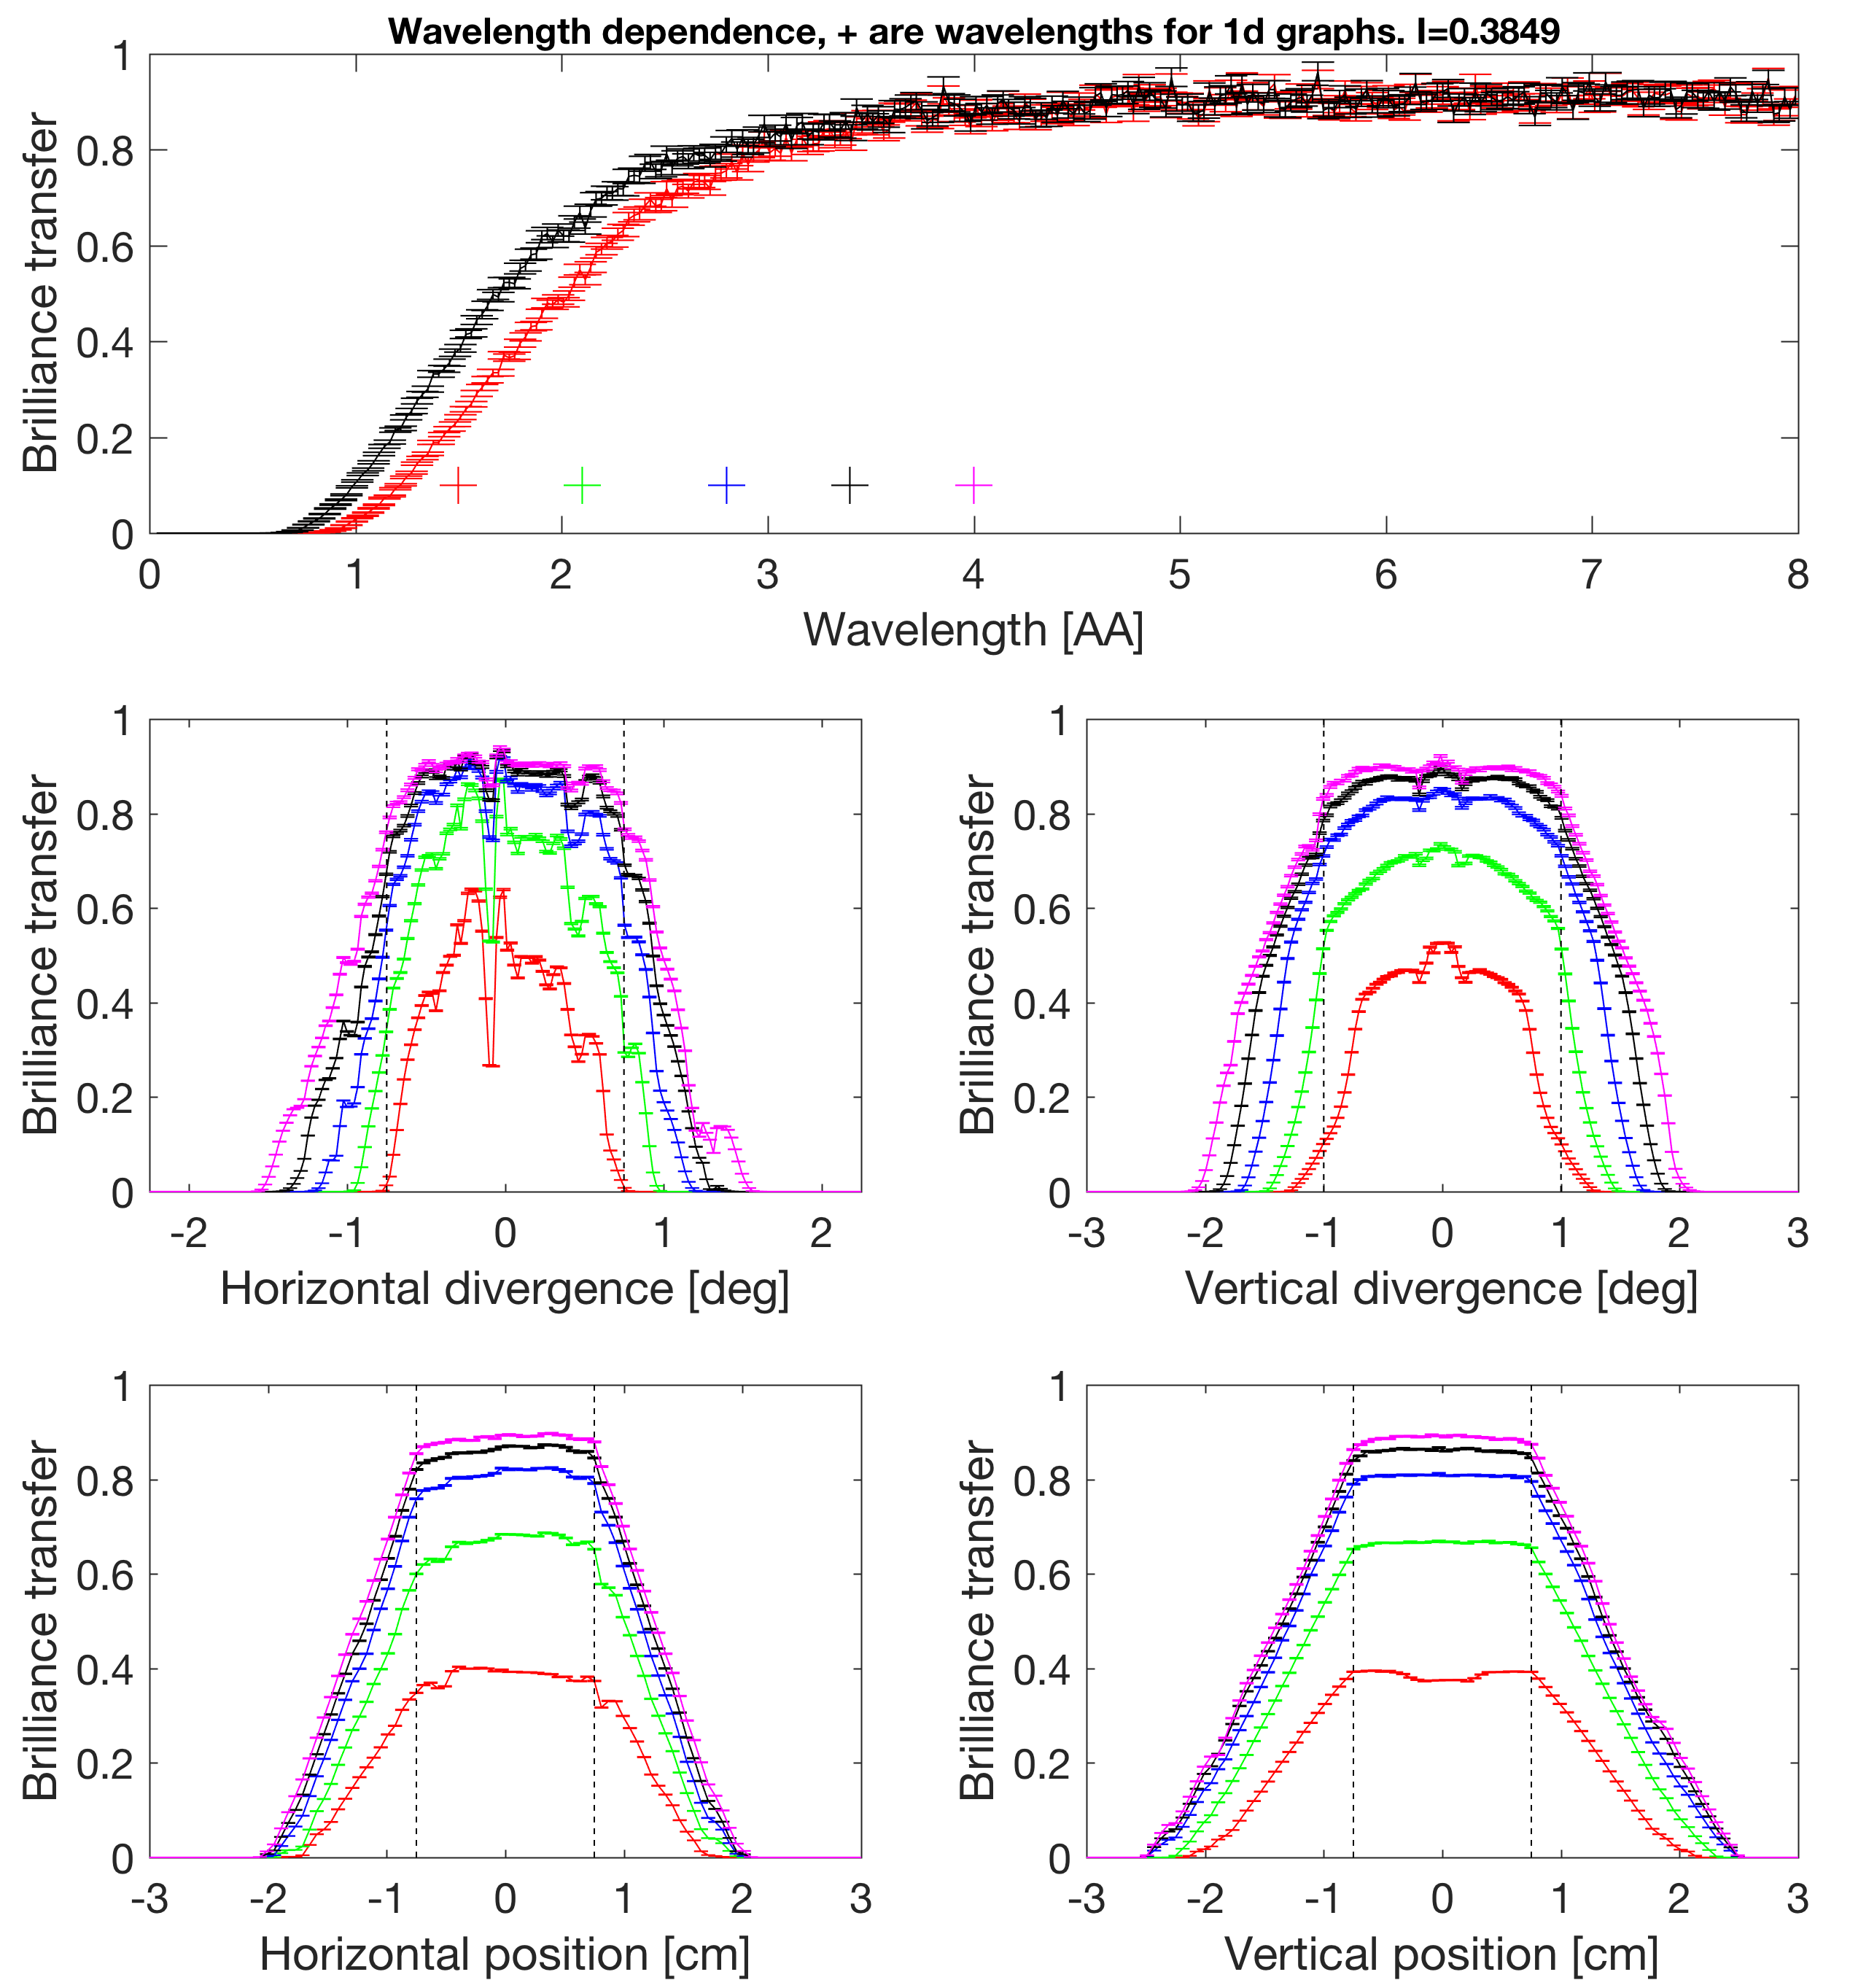 Wavelength dependence, + are wavelengths for 1d graphs. I=0.3849
Brilliance transfer
1
0.8
0.6
0.4
0.2
0
0 1 2 3 4 5 6 7 8
Wavelength [AA]
Brilliance transfer
1
0.8
0.6
0.4
0.2
0
-2 -1 0 1 2
Horizontal divergence [deg]
Brilliance transfer
1
0.8
0.6
0.4
0.2
0
-3 -2 -1 0 1 2 3
Vertical divergence [deg]
Brilliance transfer
1
0.8
0.6
0.4
0.2
0
-3 -2 -1 0 1 2 3
Horizontal position [cm]
Brilliance transfer
1
0.8
0.6
0.4
0.2
0
-3 -2 -1 0 1 2 3
Vertical position [cm]